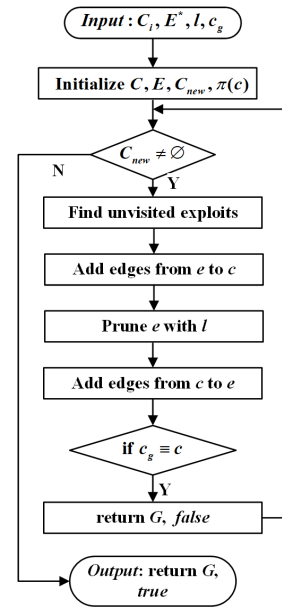 Input : C_i , E^* , l , c_g
Initialize C , E , C_new , π(c)
C_new ≠ ∅
N
Y
Find unvisited exploits
Add edges from e to c
Prune e with l
Add edges from c to e
if c_g ≡ c
Y
return G, false
Output: return G,
true